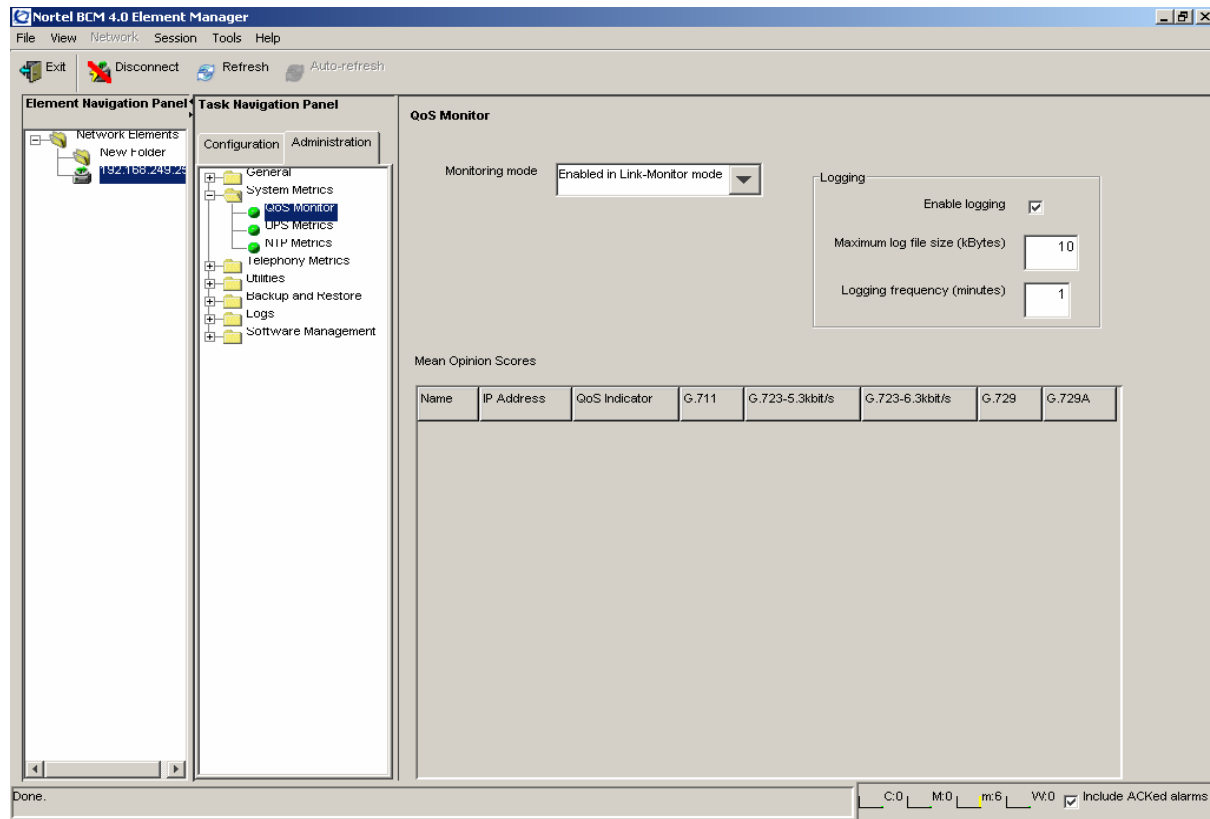 Nortel BCM 4.0 Element Manager
File View Network Session Tools Help
Exit Disconnect Refresh Auto-refresh
Element Navigation Panel
Network Elements
New Folder
192.168.249.25
Task Navigation Panel
Configuration Administration
General
System Metrics
QoS Monitor
UPS Metrics
NTP Metrics
Telephony Metrics
Utilities
Backup and Restore
Logs
Software Management
QoS Monitor
Monitoring mode Enabled in Link-Monitor mode
Logging
Enable logging
Maximum log file size (kBytes) 10
Logging frequency (minutes) 1
Mean Opinion Scores
Name IP Address QoS Indicator G.711 G.723-5.3kbit/s G.723-6.3kbit/s G.729 G.729A
Done.
C:0 M:0 m:6 W:0 Include ACKed alarms